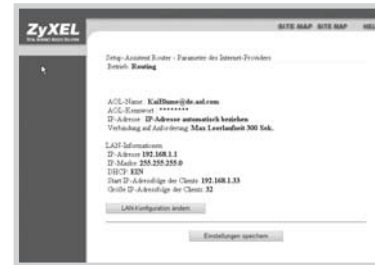 ZyXEL
SITE MAP SITE MAP HEL
Setup-Assistent Router - Parameter des Internet-Providers
Betrieb: Routing
AOL-Name: KaiBlume@de.aol.com
AOL-Kennwort: ********
IP-Adresse: IP-Adresse automatisch beziehen
Verbindung auf Anforderung: Max Leerlaufzeit 300 Sek.
LAN-Informationen
IP-Adresse 192.168.1.1
IP-Maske: 255.255.255.0
DHCP: EIN
Start IP-Adressfolge der Clients: 192.168.1.33
Größe IP-Adressfolge der Clients: 32
LAN-Konfiguration ändern
Einstellungen speichern